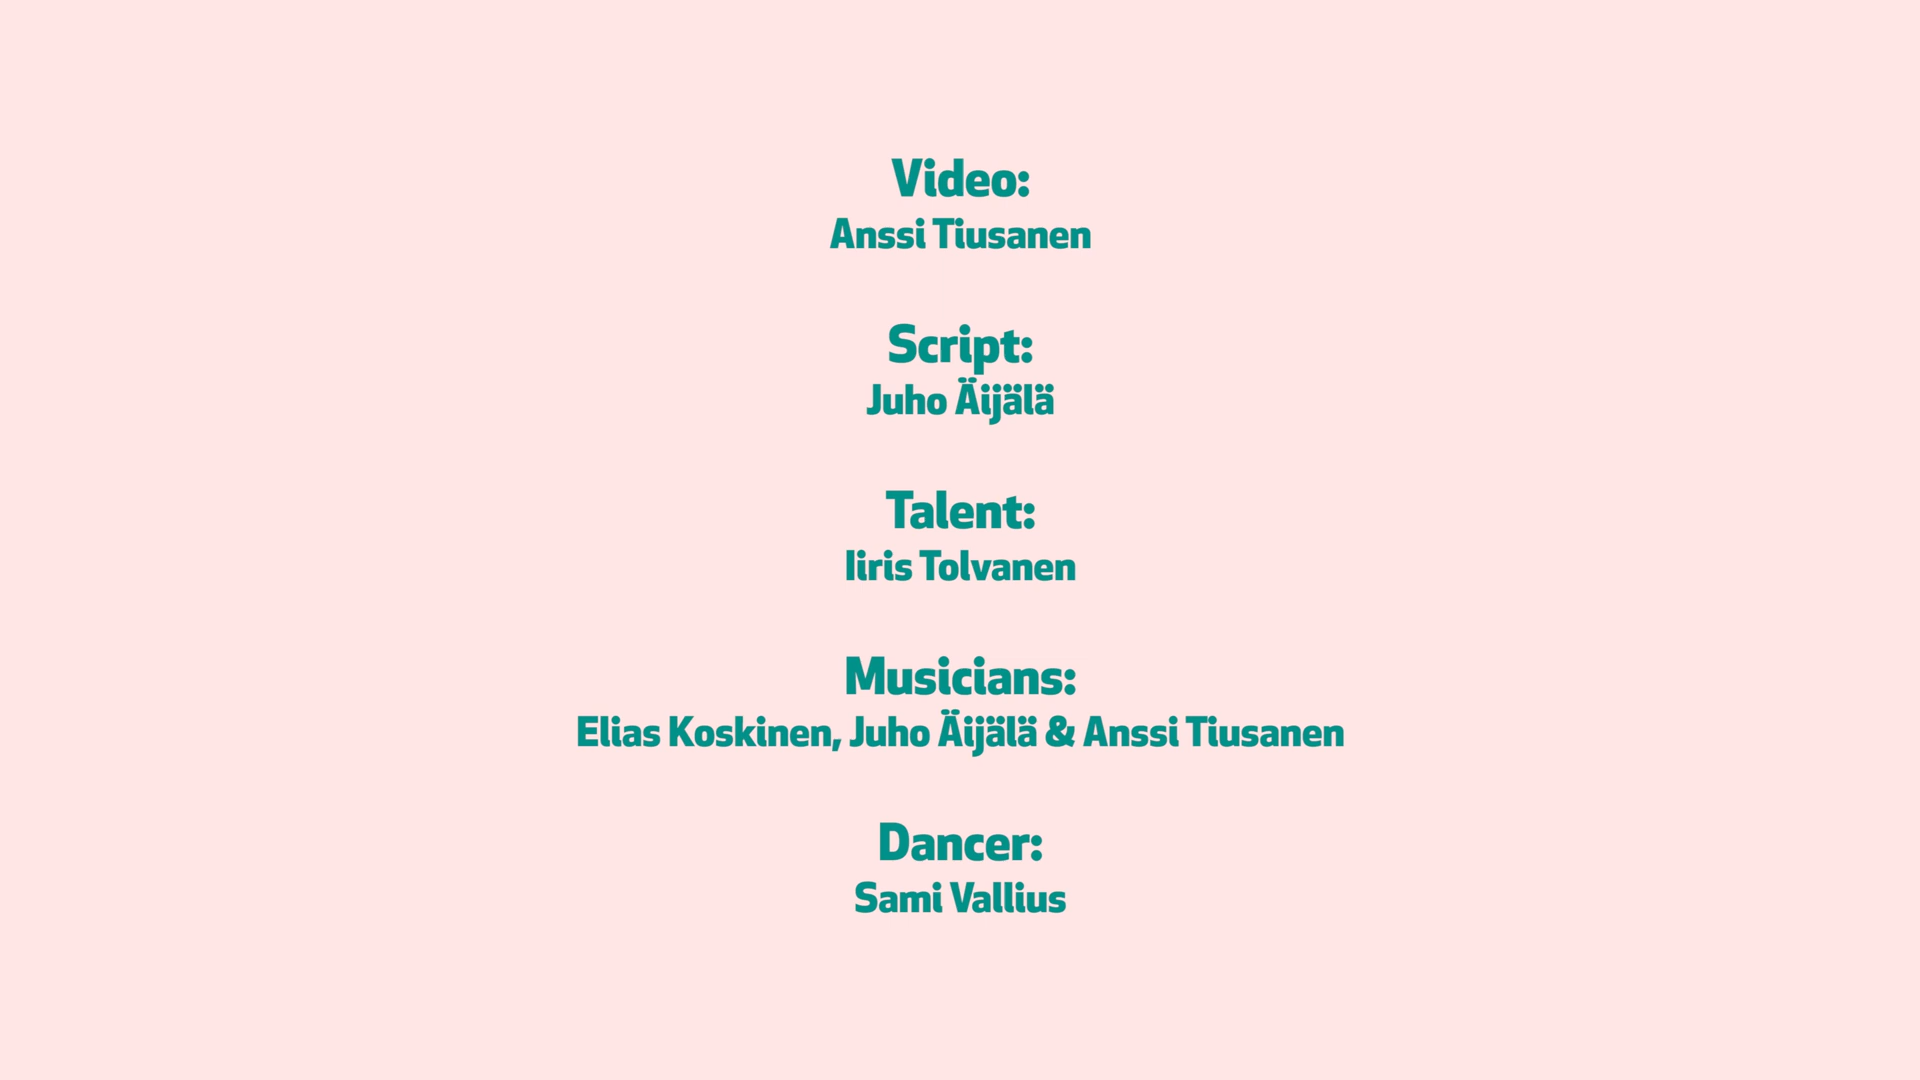 Video:
Anssi Tiusanen
Script:
Juho Äijälä
Talent:
Iiris Tolvanen
Musicians:
Elias Koskinen, Juho Äijälä & Anssi Tiusanen
Dancer:
Sami Vallius